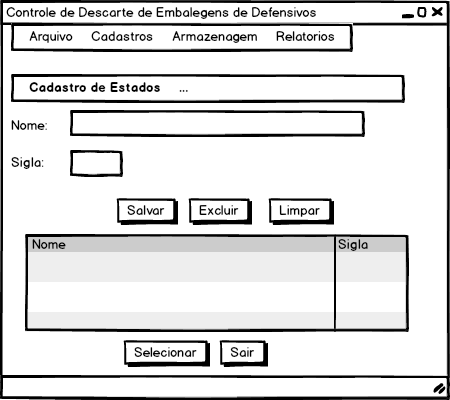 Controle de Descarte de Embalegens de Defensivos
Arquivo Cadastros Armazenagem Relatorios
Cadastro de Estados ...
Nome:
Sigla:
Salvar Excluir Limpar
Nome Sigla
Selecionar Sair